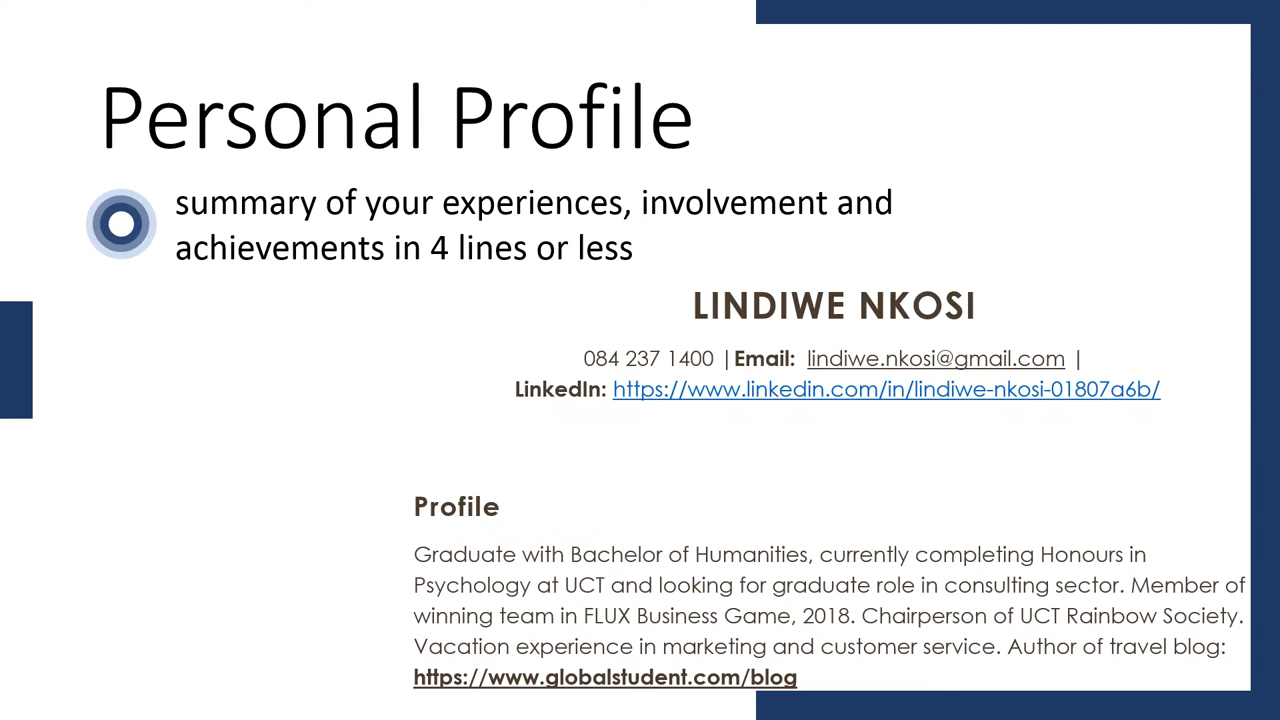 Personal Profile
summary of your experiences, involvement and
achievements in 4 lines or less
LINDIWE NKOSI
084 237 1400 |Email: lindiwe.nkosi@gmail.com |
LinkedIn: https://www.linkedin.com/in/lindiwe-nkosi-01807a6b/
Profile
Graduate with Bachelor of Humanities, currently completing Honours in
Psychology at UCT and looking for graduate role in consulting sector. Member of
winning team in FLUX Business Game, 2018. Chairperson of UCT Rainbow Society.
Vacation experience in marketing and customer service. Author of travel blog:
https://www.globalstudent.com/blog